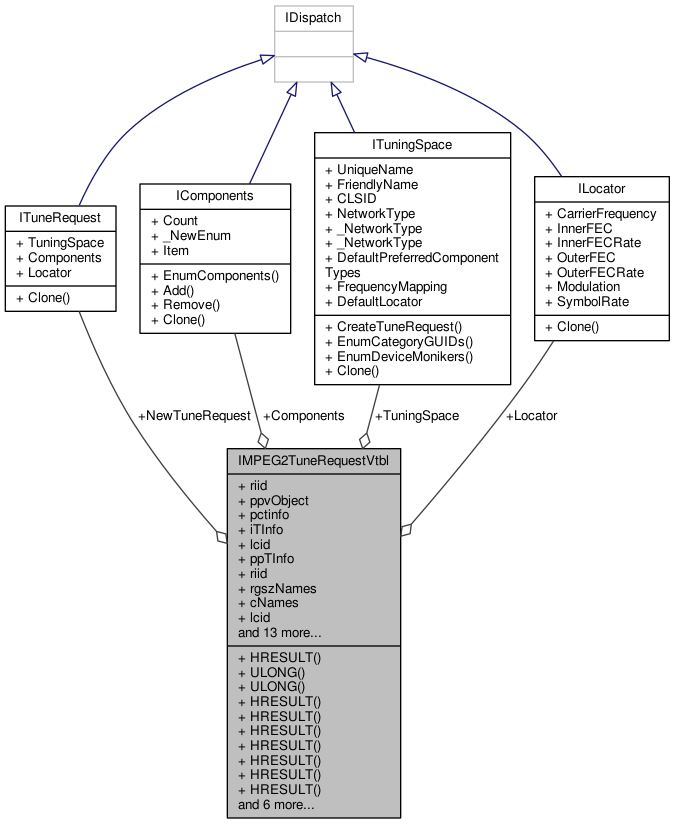 IDispatch
ITuneRequest
+ TuningSpace
+ Components
+ Locator
+ Clone()
IComponents
+ Count
+ _NewEnum
+ Item
+ EnumComponents()
+ Add()
+ Remove()
+ Clone()
ITuningSpace
+ UniqueName
+ FriendlyName
+ CLSID
+ NetworkType
+ _NetworkType
+ _NetworkType
+ DefaultPreferredComponent
Types
+ FrequencyMapping
+ DefaultLocator
+ CreateTuneRequest()
+ EnumCategoryGUIDs()
+ EnumDeviceMonikers()
+ Clone()
ILocator
+ CarrierFrequency
+ InnerFEC
+ InnerFECRate
+ OuterFEC
+ OuterFECRate
+ Modulation
+ SymbolRate
+ Clone()
+NewTuneRequest
+Components
+TuningSpace
+Locator
IMPEG2TuneRequestVtbl
+ riid
+ ppvObject
+ pctinfo
+ iTInfo
+ lcid
+ ppTInfo
+ riid
+ rgszNames
+ cNames
+ lcid
and 13 more...
+ HRESULT()
+ ULONG()
+ ULONG()
+ HRESULT()
+ HRESULT()
+ HRESULT()
+ HRESULT()
+ HRESULT()
+ HRESULT()
+ HRESULT()
and 6 more...